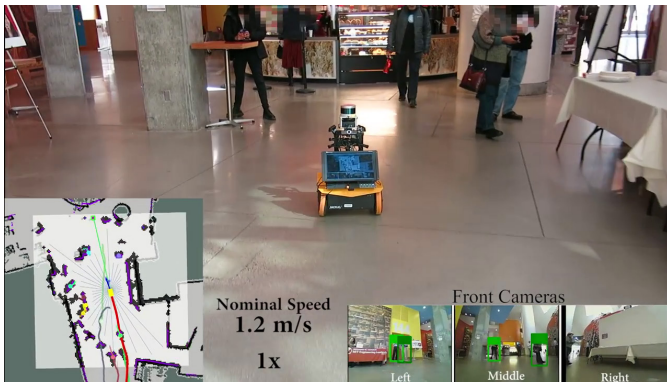 Nominal Speed
1.2 m/s
1x
Front Cameras
Left
Middle
Right